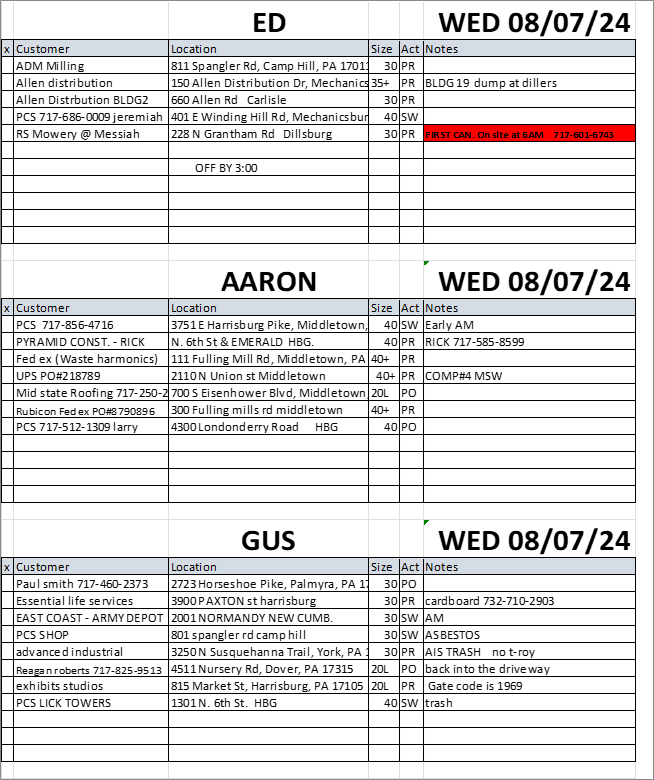 ED WED 08/07/24
x Customer Location Size Act Notes
ADM Milling 811 Spangler Rd, Camp Hill, PA 17011 30 PR
Allen distribution 150 Allen Distribution Dr, Mechanics 35+ PR BLDG 19 dump at dillers
Allen Distrbution BLDG2 660 Allen Rd Carlisle 30 PR
PCS 717-686-0009 jeremiah 401 E Winding Hill Rd, Mechanicsbur 40 SW
RS Mowery @ Messiah 228 N Grantham Rd Dillsburg 30 PR FIRST CAN. On site at 6AM 717-601-6743
OFF BY 3:00
AARON WED 08/07/24
x Customer Location Size Act Notes
PCS 717-856-4716 3751 E Harrisburg Pike, Middletown, 40 SW Early AM
PYRAMID CONST. - RICK N. 6th St & EMERALD HBG. 40 PR RICK 717-585-8599
Fed ex (Waste harmonics) 111 Fulling Mill Rd, Middletown, PA 40+ PR
UPS PO#218789 2110 N Union st Middletown 40+ PR COMP#4 MSW
Mid state Roofing 717-250-2 700 S Eisenhower Blvd, Middletown 20L PO
Rubicon Fed ex PO#8790896 300 Fulling mills rd middletown 40+ PR
PCS 717-512-1309 larry 4300 Londonderry Road HBG 40 PO
GUS WED 08/07/24
x Customer Location Size Act Notes
Paul smith 717-460-2373 2723 Horseshoe Pike, Palmyra, PA 17 30 PO
Essential life services 3900 PAXTON st harrisburg 30 PR cardboard 732-710-2903
EAST COAST - ARMY DEPOT 2001 NORMANDY NEW CUMB. 30 SW AM
PCS SHOP 801 spangler rd camp hill 30 SW ASBESTOS
advanced industrial 3250 N Susquehanna Trail, York, PA 1 30 PR AIS TRASH no t-roy
Reagan roberts 717-825-9513 4511 Nursery Rd, Dover, PA 17315 20L PO back into the driveway
exhibits studios 815 Market St, Harrisburg, PA 17105 20L PR Gate code is 1969
PCS LICK TOWERS 1301 N. 6th St. HBG 40 SW trash